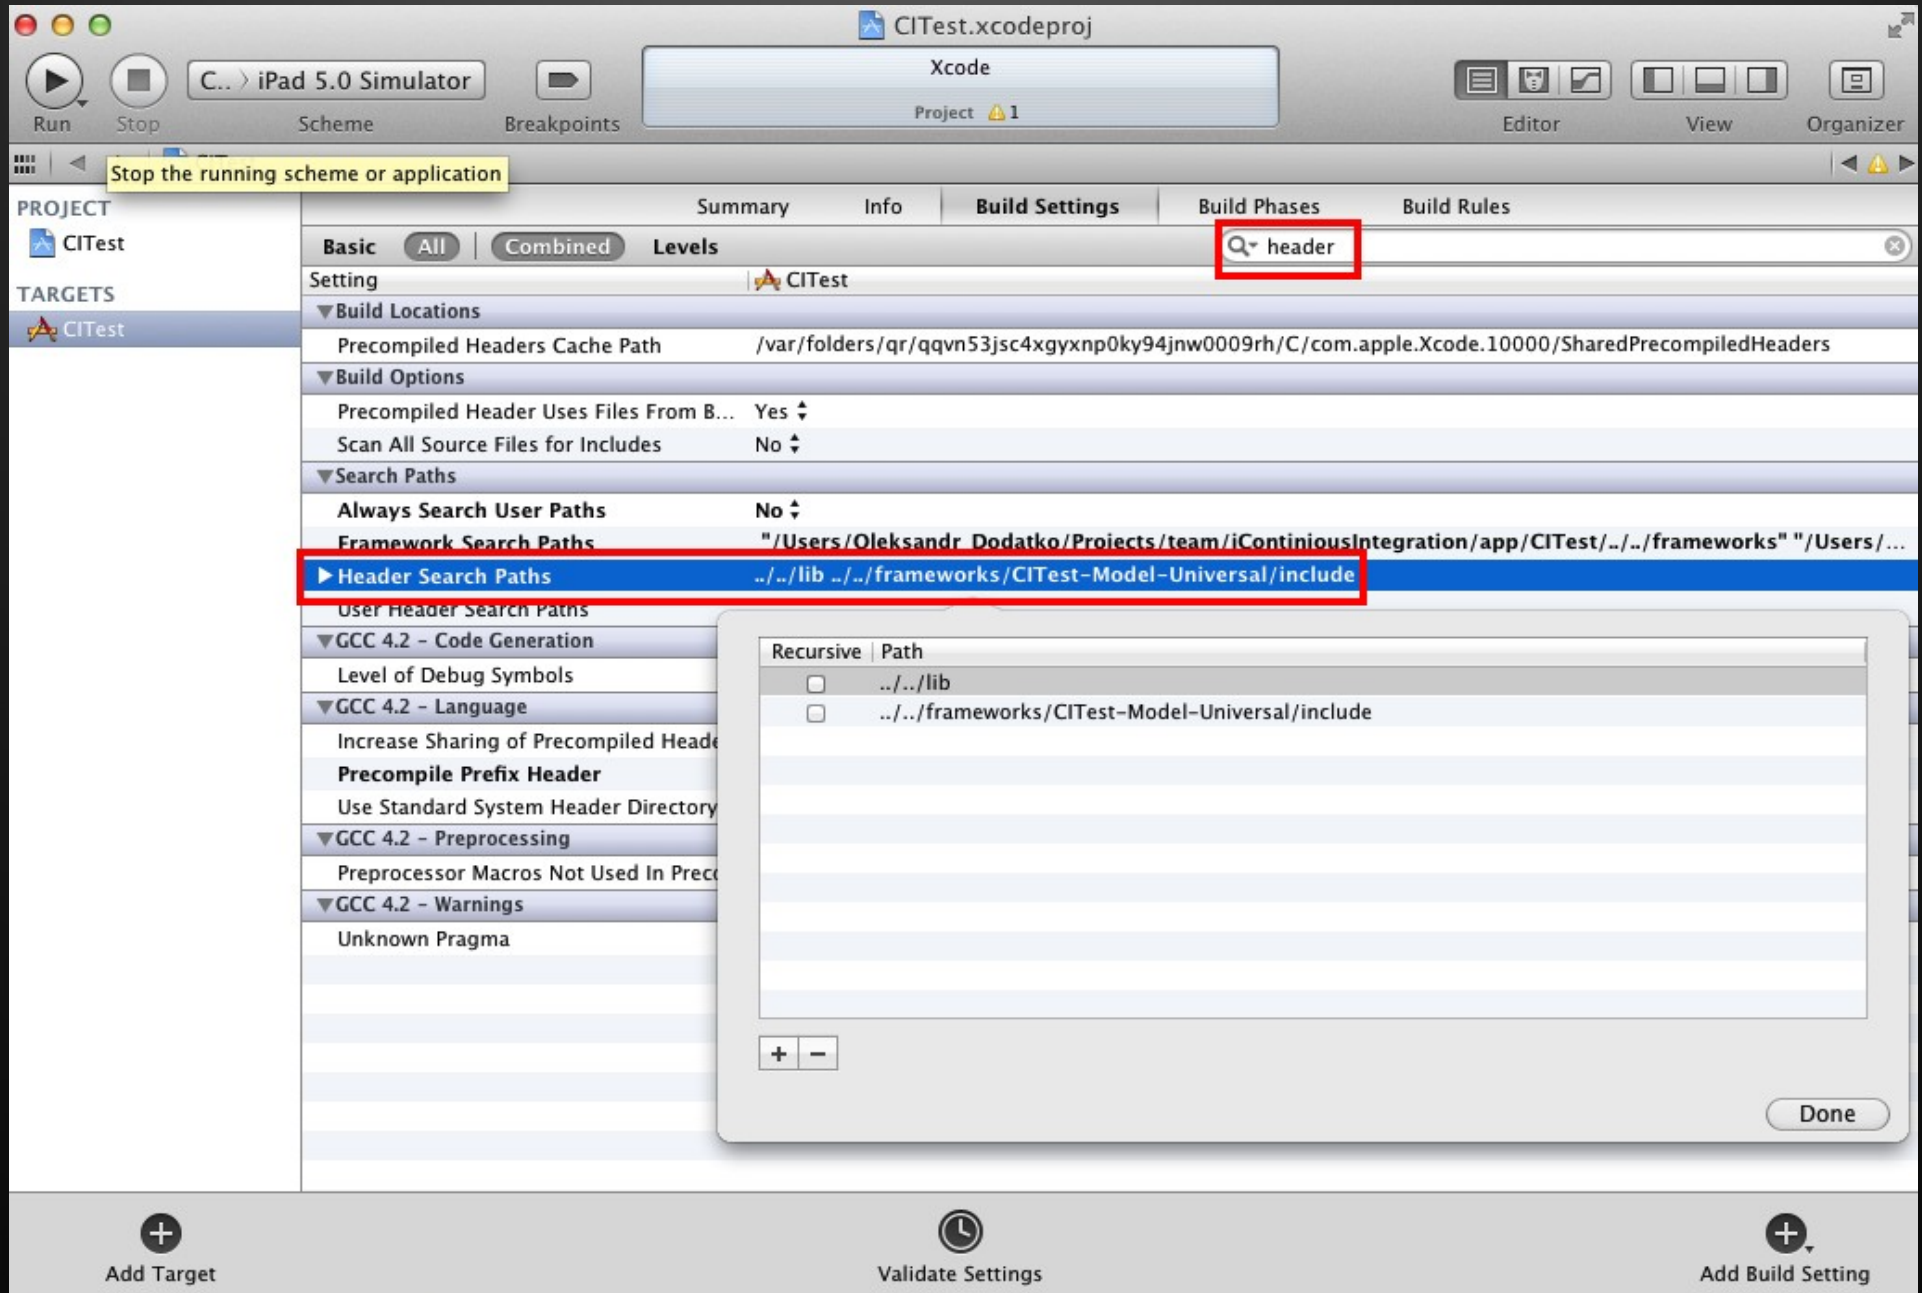 CITest.xcodeproj
C.. 〉 iPad 5.0 Simulator
Xcode
Project 1
Run Stop Scheme Breakpoints Editor View Organizer
Stop the running scheme or application
PROJECT
CITest
TARGETS
CITest
Summary Info Build Settings Build Phases Build Rules
Basic All Combined Levels header
Setting CITest
Build Locations
Precompiled Headers Cache Path /var/folders/qr/qqvn53jsc4xgyxnp0ky94jnw0009rh/C/com.apple.Xcode.10000/SharedPrecompiledHeaders
Build Options
Precompiled Header Uses Files From B... Yes
Scan All Source Files for Includes No
Search Paths
Always Search User Paths No
Framework Search Paths "/Users/Oleksandr_Dodatko/Projects/team/iContiniousIntegration/app/CITest/../../frameworks" "/Users/...
Header Search Paths ../../lib ../../frameworks/CITest-Model-Universal/include
User Header Search Paths
GCC 4.2 - Code Generation
Level of Debug Symbols
GCC 4.2 - Language
Increase Sharing of Precompiled Heade
Precompile Prefix Header
Use Standard System Header Directory
GCC 4.2 - Preprocessing
Preprocessor Macros Not Used In Preco
GCC 4.2 - Warnings
Unknown Pragma
Recursive Path
../../lib
../../frameworks/CITest-Model-Universal/include
+ −
Done
Add Target Validate Settings Add Build Setting